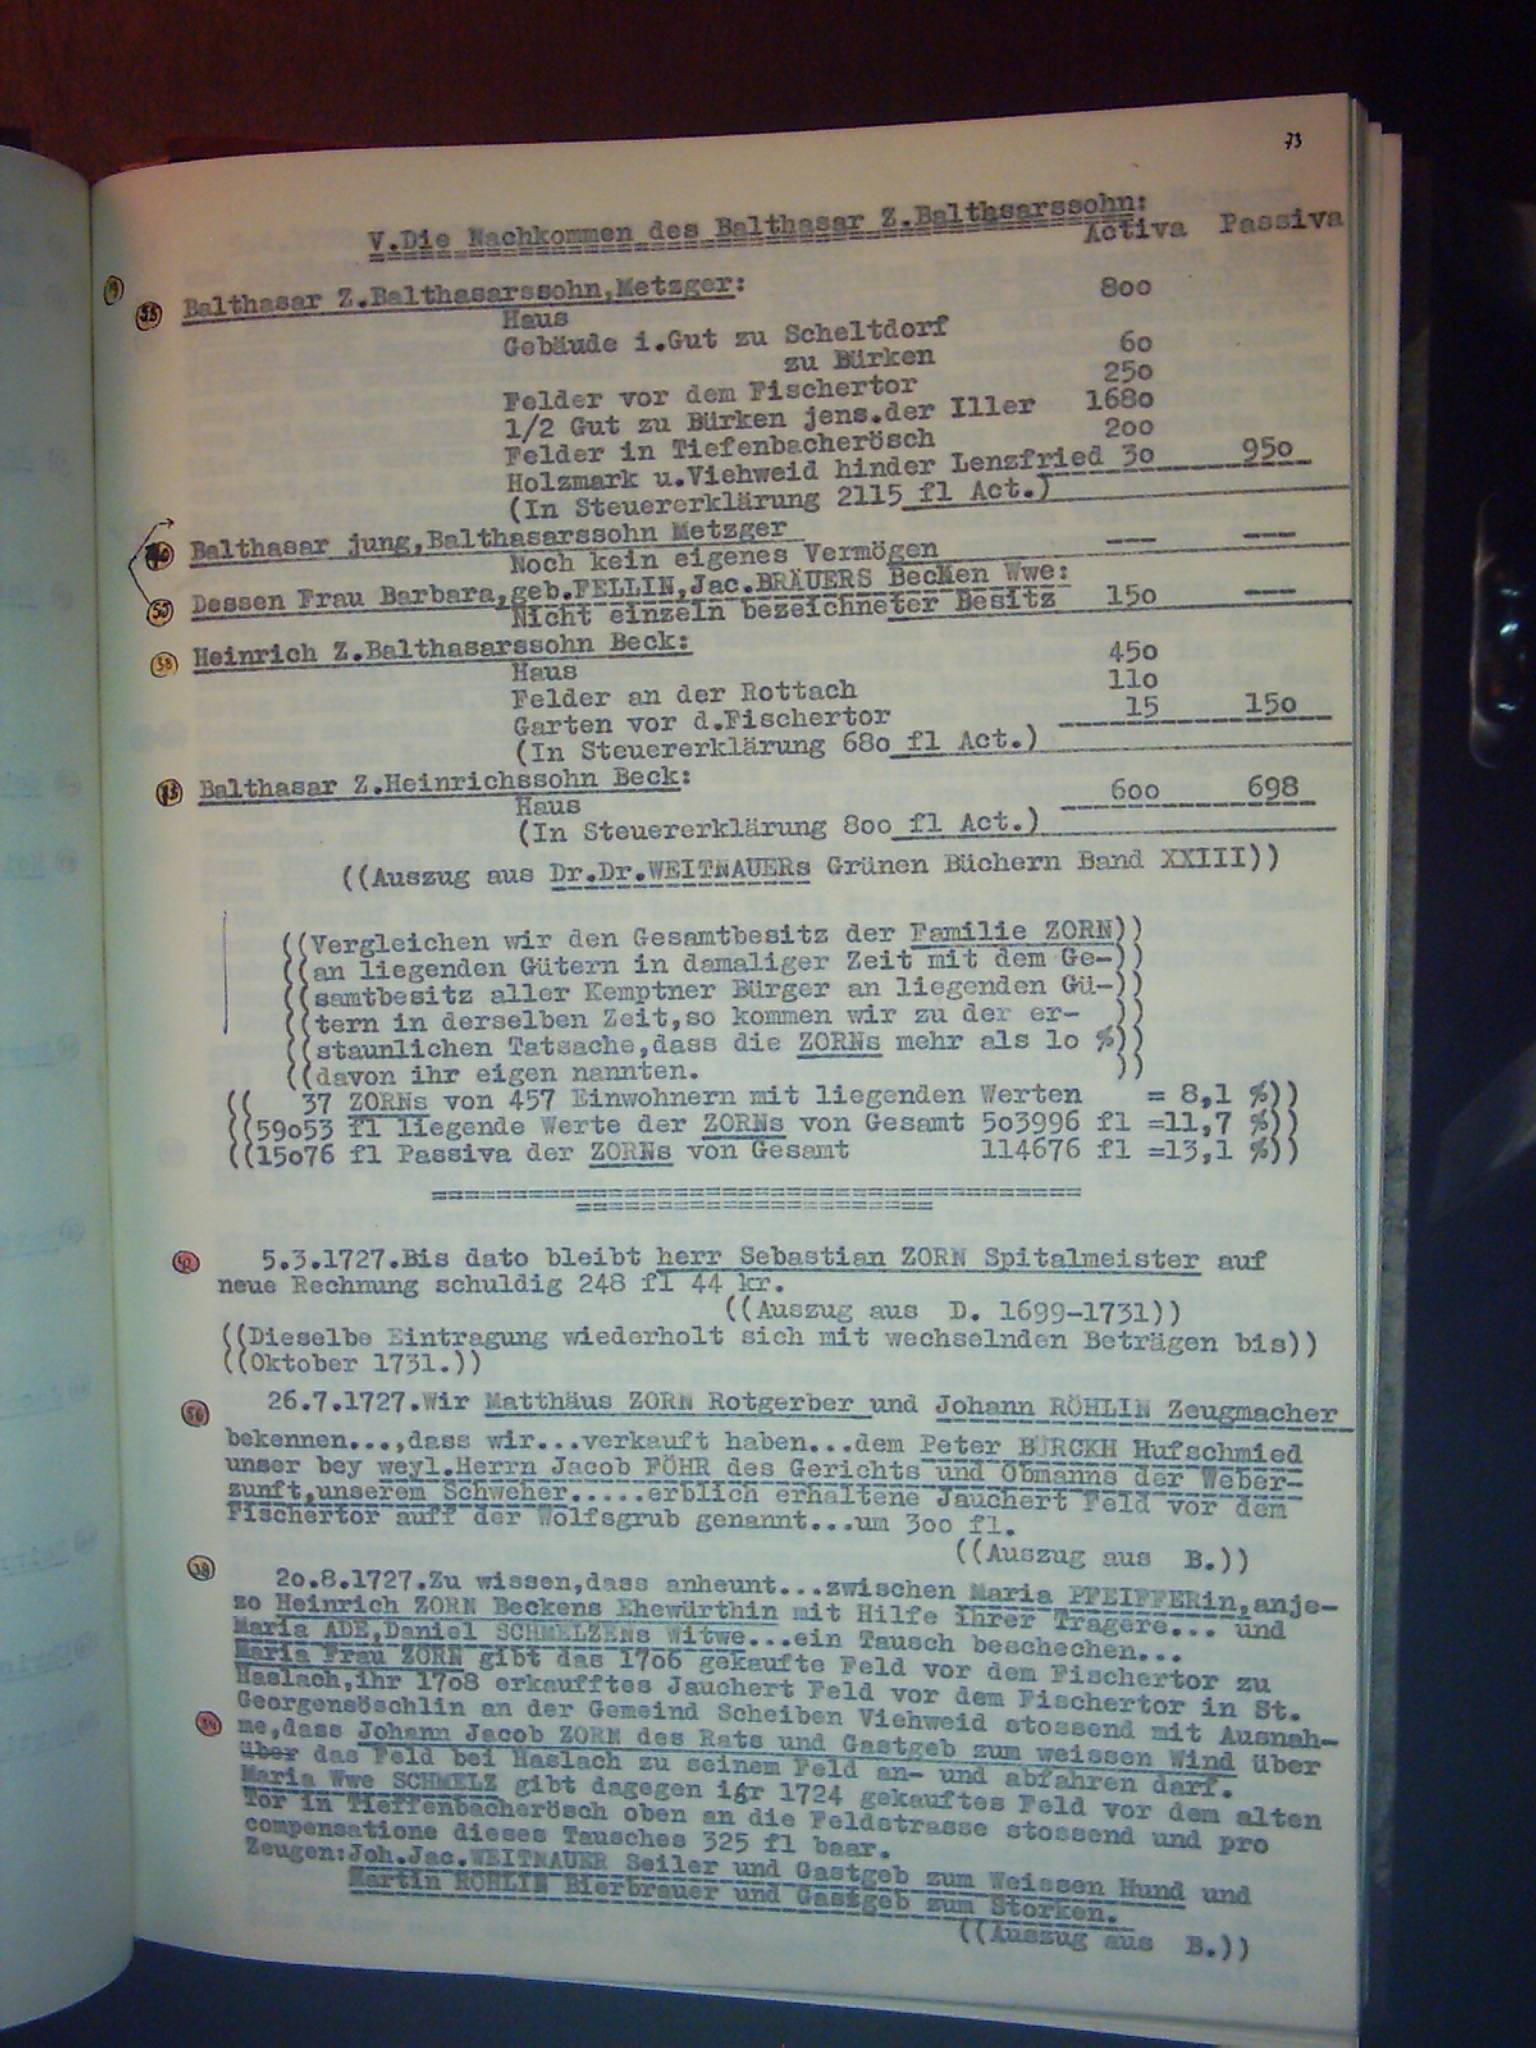 73
V.Die Nachkommen des Balthasar Z.Balthsarssohn:
Activa Passiva
Balthasar Z.Balthasarssohn,Metzger:
Haus 800
Gebäude i.Gut zu Scheltdorf
zu Bürken 60
Felder vor dem Fischertor 250
1/2 Gut zu Bürken jens.der Iller 1680
Felder in Tiefenbacherösch 200
Holzmark u.Viehweid hinder Lenzfried 30 950
(In Steuererklärung 2115 fl Act.)
Balthasar jung,Balthasarssohn Metzger
Noch kein eigenes Vermögen --- ---
50 Dessen Frau Barbara,geb.FELLIN,Jac.BRÄUERS Becken Wwe:
Nicht einzeln bezeichneter Besitz 150 ---
38 Heinrich Z.Balthasarssohn Beck:
Haus 450
Felder an der Rottach 110
Garten vor d.Fischertor 15 150
(In Steuererklärung 680 fl Act.)
Balthasar Z.Heinrichssohn Beck:
Haus 600 698
(In Steuererklärung 800 fl Act.)
((Auszug aus Dr.Dr.WEITNAUERs Grünen Büchern Band XXIII))
((Vergleichen wir den Gesamtbesitz der Familie ZORN))
((an liegenden Gütern in damaliger Zeit mit dem Ge-))
((samtbesitz aller Kemptner Bürger an liegenden Gü-))
((tern in derselben Zeit,so kommen wir zu der er- ))
((staunlichen Tatsache,dass die ZORNs mehr als 10 %))
((davon ihr eigen nannten. ))
(( 37 ZORNs von 457 Einwohnern mit liegenden Werten = 8,1 %))
((59053 fl liegende Werte der ZORNs von Gesamt 503996 fl =11,7 %))
((15076 fl Passiva der ZORNs von Gesamt 114676 fl =13,1 %))
5.3.1727.Bis dato bleibt herr Sebastian ZORN Spitalmeister auf
neue Rechnung schuldig 248 fl 44 kr.
((Auszug aus D. 1699-1731))
((Dieselbe Eintragung wiederholt sich mit wechselnden Beträgen bis))
((Oktober 1731.))
56 26.7.1727.Wir Matthäus ZORN Rotgerber und Johann RÖHLIN Zeugmacher
bekennen...,dass wir...verkauft haben...dem Peter BÜRCKH Hufschmied
unser bey weyl.Herrn Jacob FÖHR des Gerichts und Obmanns der Weber-
zunft,unserem Schweher.....erblich erhaltene Jauchert Feld vor dem
Fischertor auff der Wolfsgrub genannt...um 300 fl.
((Auszug aus B.))
38 20.8.1727.Zu wissen,dass anheunt...zwischen Maria PFEIFFERin,anje-
zo Heinrich ZORN Beckens Ehewürthin mit Hilfe ihrer Tragere... und
Maria ADE,Daniel SCHMELZENs Witwe...ein Tausch beschechen...
Maria Frau ZORN gibt das 1706 gekaufte Feld vor dem Fischertor zu
Haslach,ihr 1708 erkaufftes Jauchert Feld vor dem Fischertor in St.
Georgensöschlin an der Gemeind Scheiben Viehweid stossend mit Ausnah-
me,dass Johann Jacob ZORN des Rats und Gastgeb zum weissen Wind über
über das Feld bei Haslach zu seinem Feld an- und abfahren darf.
Maria Wwe SCHMELZ gibt dagegen igr 1724 gekauftes Feld vor dem alten
Tor in Tieffenbacherösch oben an die Feldstrasse stossend und pro
compensatione dieses Tausches 325 fl baar.
Zeugen:Joh.Jac.WEITNAUER Seiler und Gastgeb zum Weissen Hund und
Martin RÖHLIN Bierbrauer und Gastgeb zum Storken.
((Auszug aus B.))